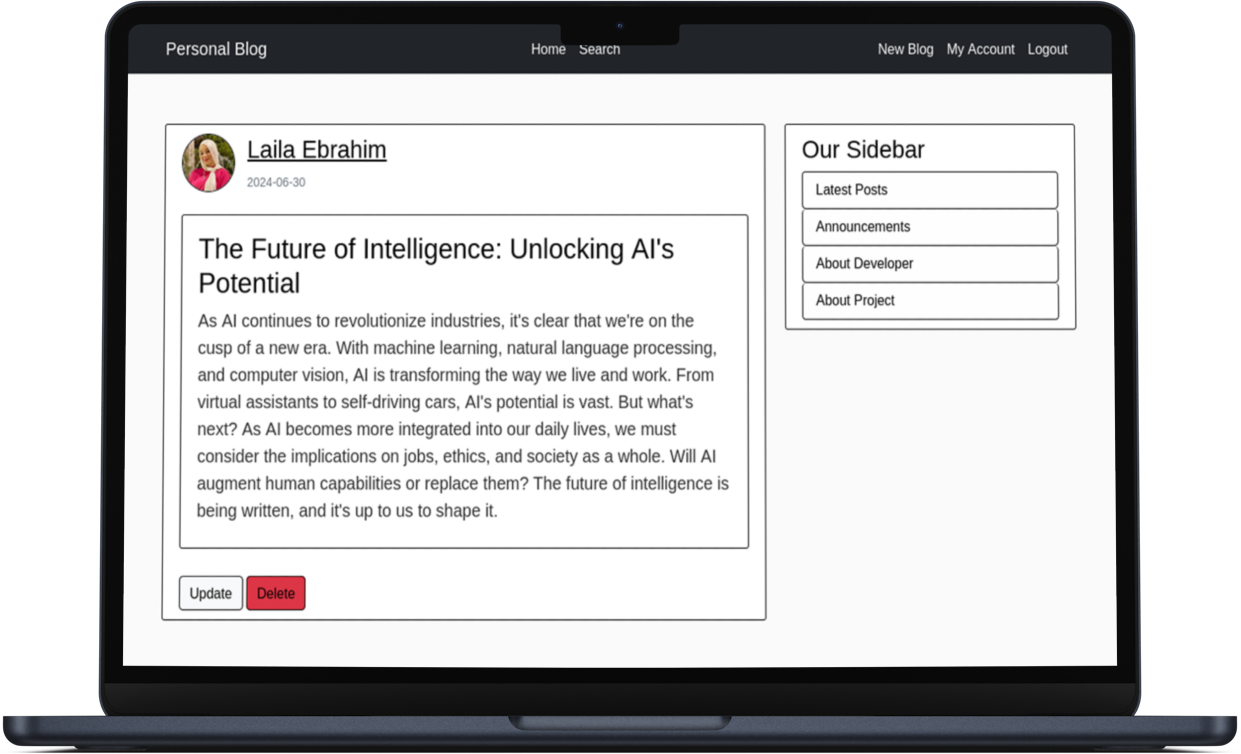 Personal Blog
Home Search
New Blog My Account Logout
Laila Ebrahim
2024-06-30
The Future of Intelligence: Unlocking AI's
Potential
As AI continues to revolutionize industries, it's clear that we're on the
cusp of a new era. With machine learning, natural language processing,
and computer vision, AI is transforming the way we live and work. From
virtual assistants to self-driving cars, AI's potential is vast. But what's
next? As AI becomes more integrated into our daily lives, we must
consider the implications on jobs, ethics, and society as a whole. Will AI
augment human capabilities or replace them? The future of intelligence is
being written, and it's up to us to shape it.
Update Delete
Our Sidebar
Latest Posts
Announcements
About Developer
About Project